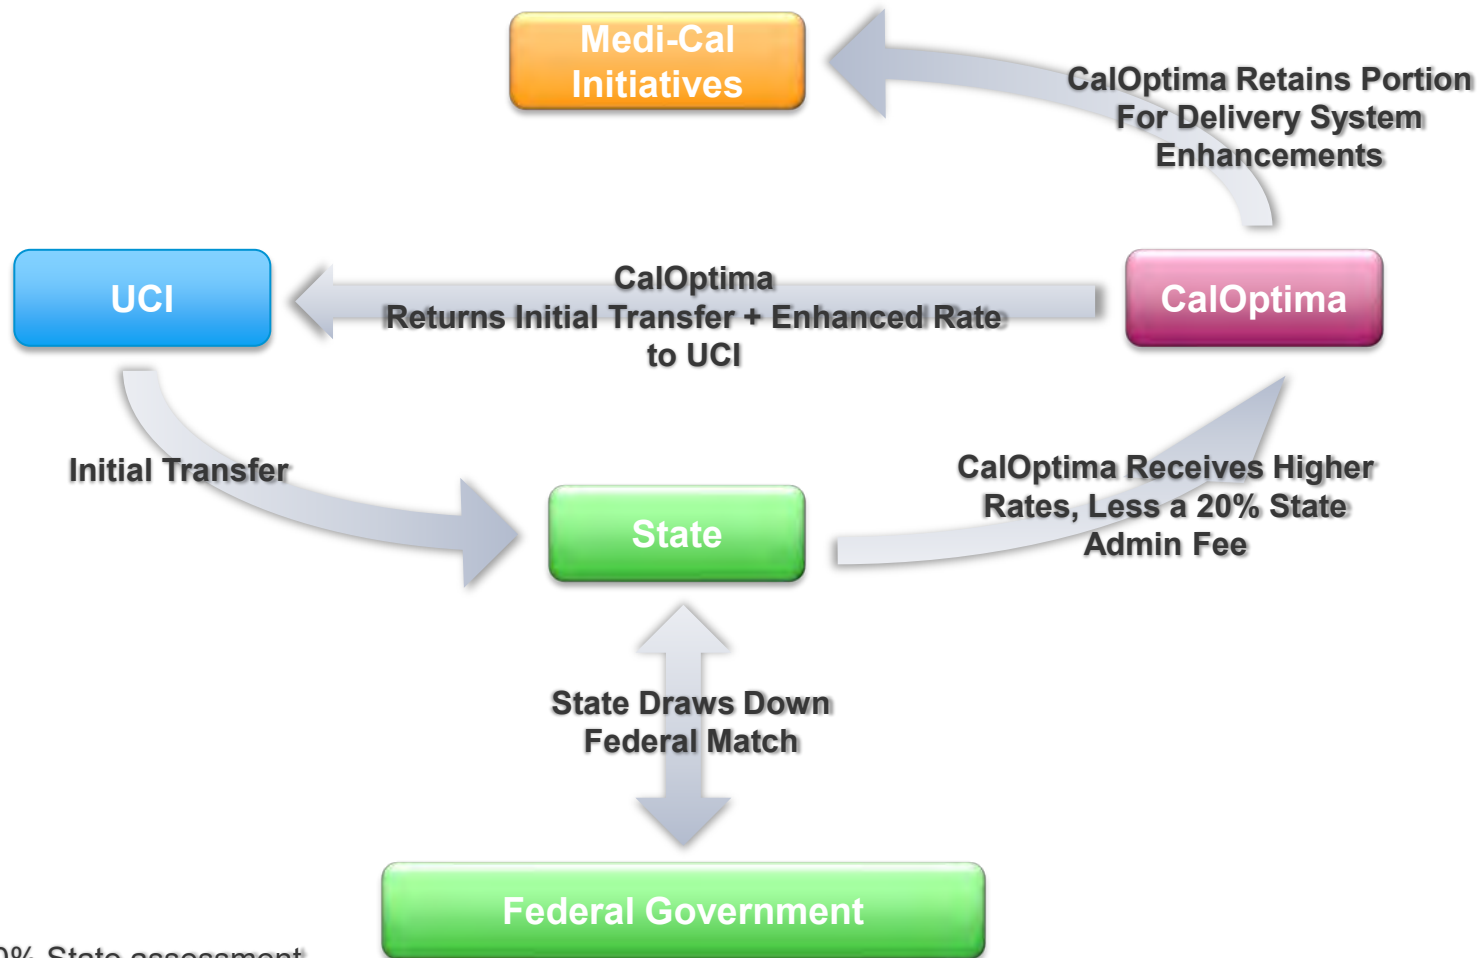 Medi-Cal
Initiatives
CalOptima Retains Portion
For Delivery System
Enhancements
UCI
CalOptima
Returns Initial Transfer + Enhanced Rate
to UCI
CalOptima
Initial Transfer
CalOptima Receives Higher
Rates, Less a 20% State
Admin Fee
State
State Draws Down
Federal Match
Federal Government
State assessment